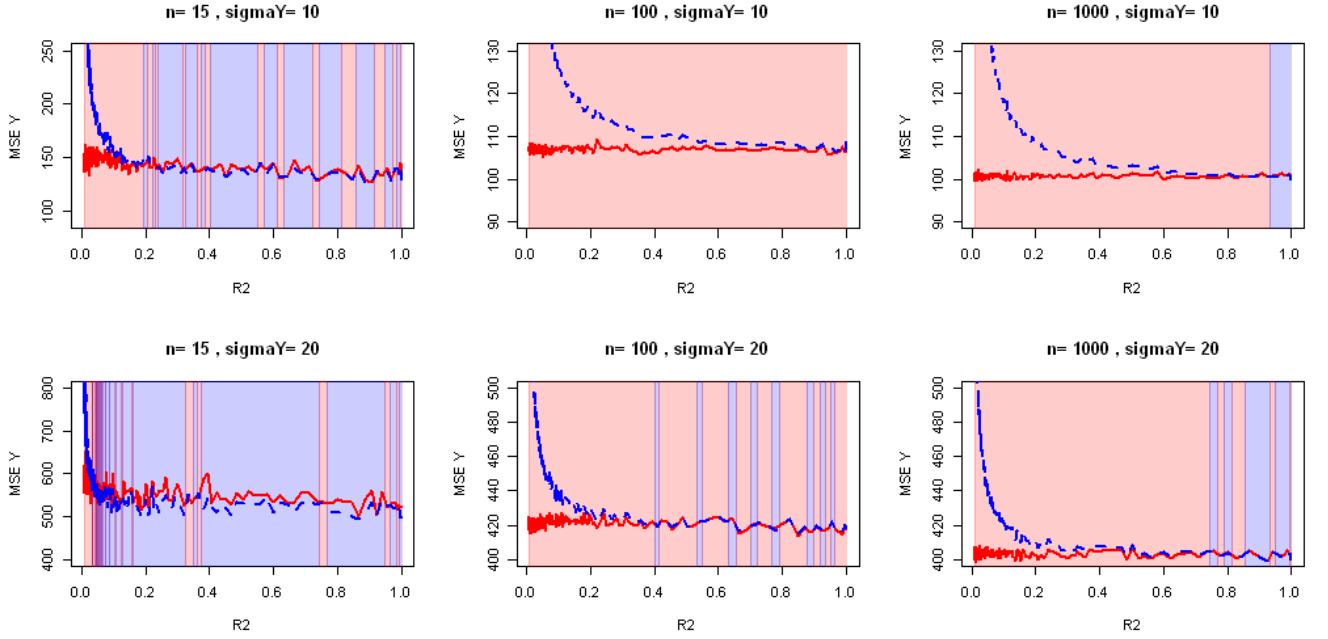 n= 15 , sigmaY= 10
n= 100 , sigmaY= 10
n= 1000 , sigmaY= 10
MSE Y
250
200
150
100
0.0 0.2 0.4 0.6 0.8 1.0
R2
MSE Y
130
120
110
100
90
0.0 0.2 0.4 0.6 0.8 1.0
R2
MSE Y
130
120
110
100
90
0.0 0.2 0.4 0.6 0.8 1.0
R2
n= 15 , sigmaY= 20
n= 100 , sigmaY= 20
n= 1000 , sigmaY= 20
MSE Y
800
700
600
500
400
0.0 0.2 0.4 0.6 0.8 1.0
R2
MSE Y
500
480
460
440
420
400
0.0 0.2 0.4 0.6 0.8 1.0
R2
MSE Y
500
480
460
440
420
400
0.0 0.2 0.4 0.6 0.8 1.0
R2